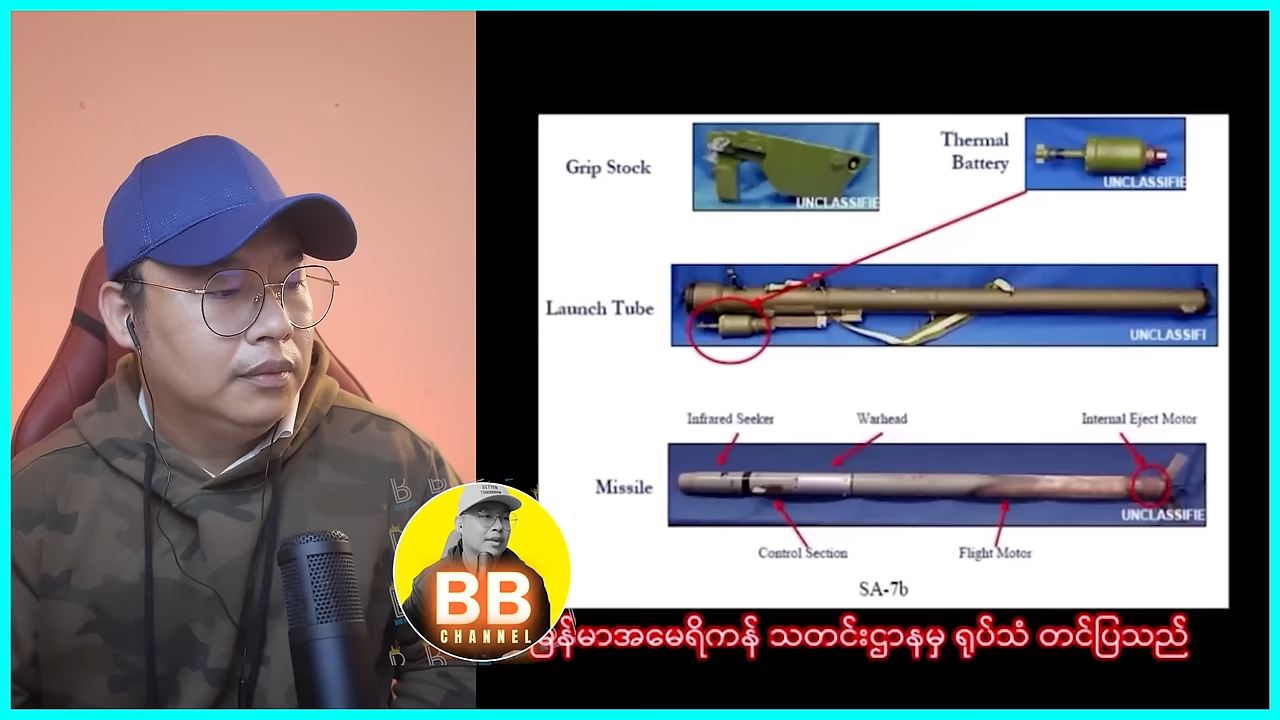 Grip Stock
UNCLASSIFIE
Thermal
Battery
UNCLASSIFIE
Launch Tube
UNCLASSIFI
Infrared Seeker
Warhead
Internal Eject Motor
Missile
UNCLASSIFIE
Control Section
Flight Motor
SA-7b
BETTER
TOMORROW
BB
CHANNEL
မြန်မာအမေရိကန် သတင်းဌာနမှ ရုပ်သံ တင်ပြသည်